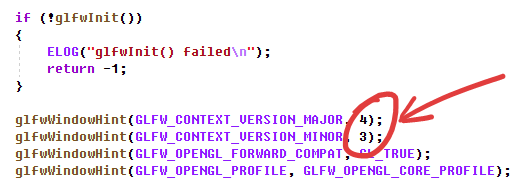 if (!glfwInit())
{
ELOG("glfwInit() failed\n");
return -1;
}
glfwWindowHint(GLFW_CONTEXT_VERSION_MAJOR, 4);
glfwWindowHint(GLFW_CONTEXT_VERSION_MINOR, 3);
glfwWindowHint(GLFW_OPENGL_FORWARD_COMPAT, GL_TRUE);
glfwWindowHint(GLFW_OPENGL_PROFILE, GLFW_OPENGL_CORE_PROFILE);